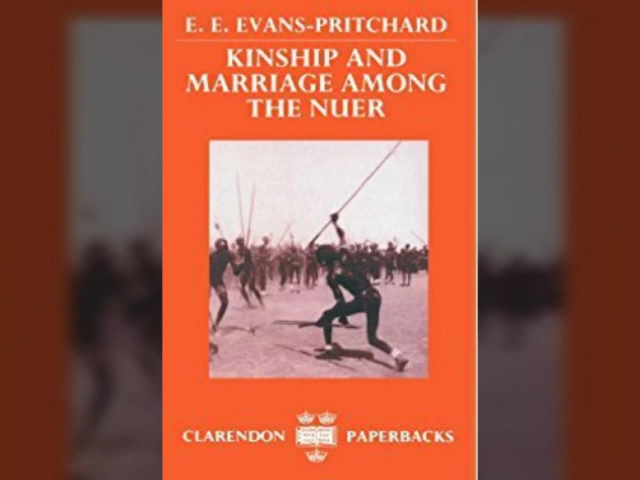 E. E. EVANS-PRITCHARD
KINSHIP AND
MARRIAGE AMONG
THE NUER
CLARENDON PAPERBACKS